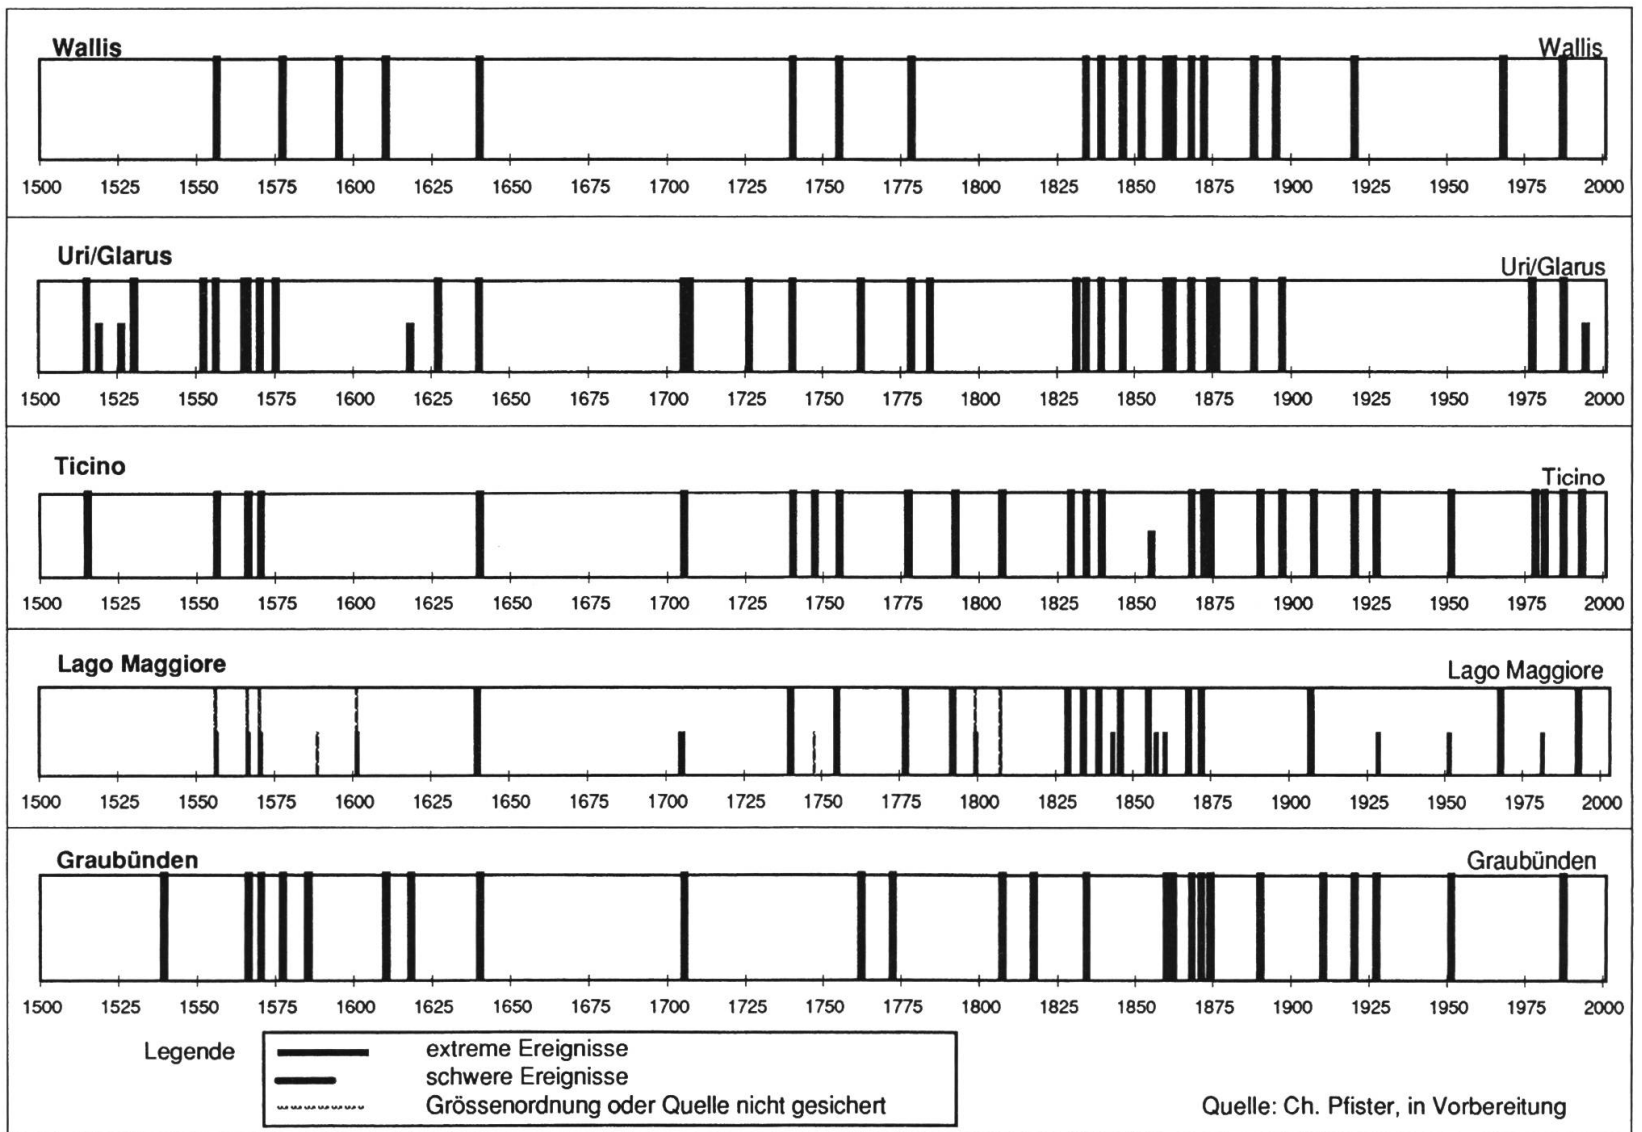 Wallis Wallis
1500 1525 1550 1575 1600 1625 1650 1675 1700 1725 1750 1775 1800 1825 1850 1875 1900 1925 1950 1975 2000
Uri/Glarus Uri/Glarus
1500 1525 1550 1575 1600 1625 1650 1675 1700 1725 1750 1775 1800 1825 1850 1875 1900 1925 1950 1975 2000
Ticino Ticino
1500 1525 1550 1575 1600 1625 1650 1675 1700 1725 1750 1775 1800 1825 1850 1875 1900 1925 1950 1975 2000
Lago Maggiore Lago Maggiore
1500 1525 1550 1575 1600 1625 1650 1675 1700 1725 1750 1775 1800 1825 1850 1875 1900 1925 1950 1975 2000
Graubünden Graubünden
1500 1525 1550 1575 1600 1625 1650 1675 1700 1725 1750 1775 1800 1825 1850 1875 1900 1925 1950 1975 2000
Legende extreme Ereignisse
schwere Ereignisse
Grössenordnung oder Quelle nicht gesichert
Quelle: Ch. Pfister, in Vorbereitung